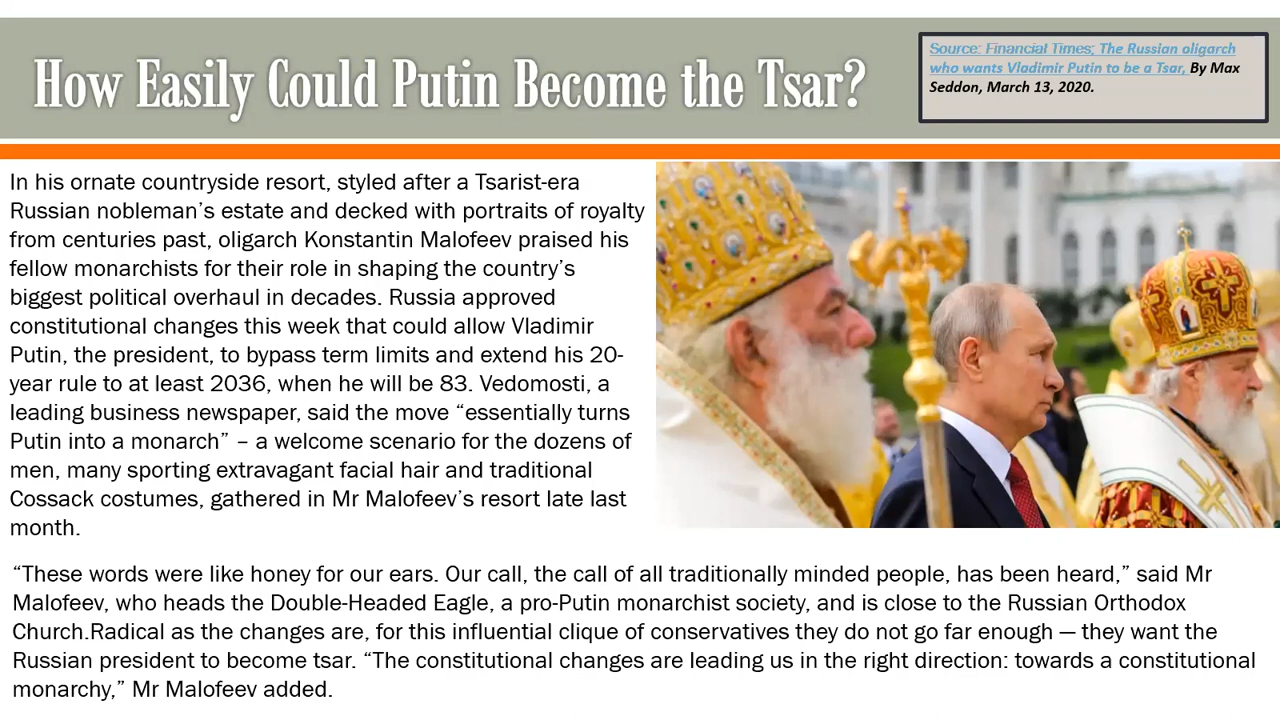 How Easily Could Putin Become the Tsar?
Source: Financial Times; The Russian oligarch
who wants Vladimir Putin to be a Tsar, By Max
Seddon, March 13, 2020.
In his ornate countryside resort, styled after a Tsarist-era
Russian nobleman’s estate and decked with portraits of royalty
from centuries past, oligarch Konstantin Malofeev praised his
fellow monarchists for their role in shaping the country’s
biggest political overhaul in decades. Russia approved
constitutional changes this week that could allow Vladimir
Putin, the president, to bypass term limits and extend his 20-
year rule to at least 2036, when he will be 83. Vedomosti, a
leading business newspaper, said the move “essentially turns
Putin into a monarch” – a welcome scenario for the dozens of
men, many sporting extravagant facial hair and traditional
Cossack costumes, gathered in Mr Malofeev’s resort late last
month.
“These words were like honey for our ears. Our call, the call of all traditionally minded people, has been heard,” said Mr
Malofeev, who heads the Double-Headed Eagle, a pro-Putin monarchist society, and is close to the Russian Orthodox
Church.Radical as the changes are, for this influential clique of conservatives they do not go far enough — they want the
Russian president to become tsar. “The constitutional changes are leading us in the right direction: towards a constitutional
monarchy,” Mr Malofeev added.